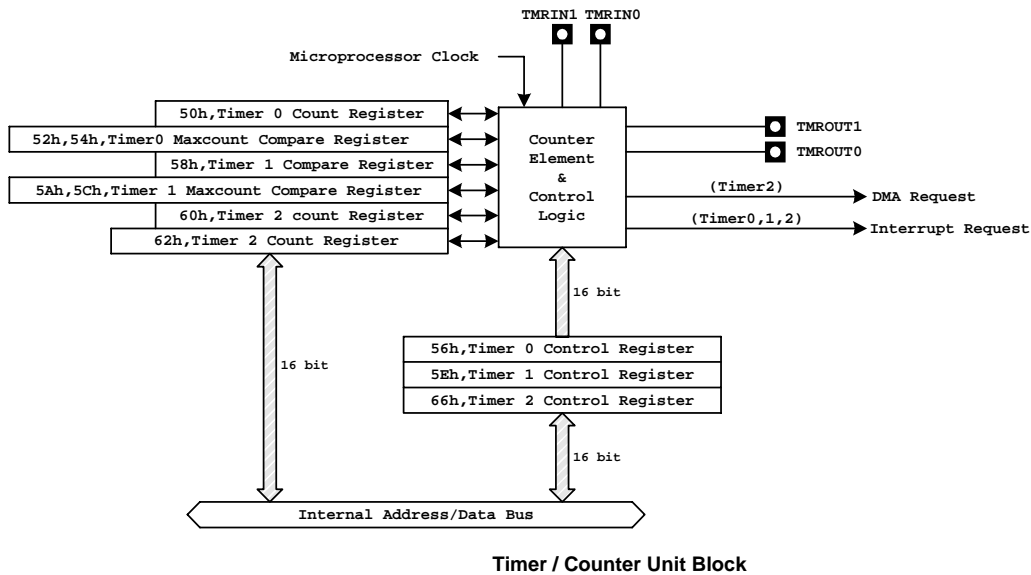 TMRIN1 TMRIN0
Microprocessor Clock
50h,Timer 0 Count Register
52h,54h,Timer0 Maxcount Compare Register
58h,Timer 1 Compare Register
5Ah,5Ch,Timer 1 Maxcount Compare Register
60h,Timer 2 count Register
62h,Timer 2 Count Register
Counter
Element
&
Control
Logic
TMROUT1
TMROUT0
(Timer2)
DMA Request
(Timer0,1,2)
Interrupt Request
16 bit
16 bit
56h,Timer 0 Control Register
5Eh,Timer 1 Control Register
66h,Timer 2 Control Register
16 bit
Internal Address/Data Bus
Timer / Counter Unit Block